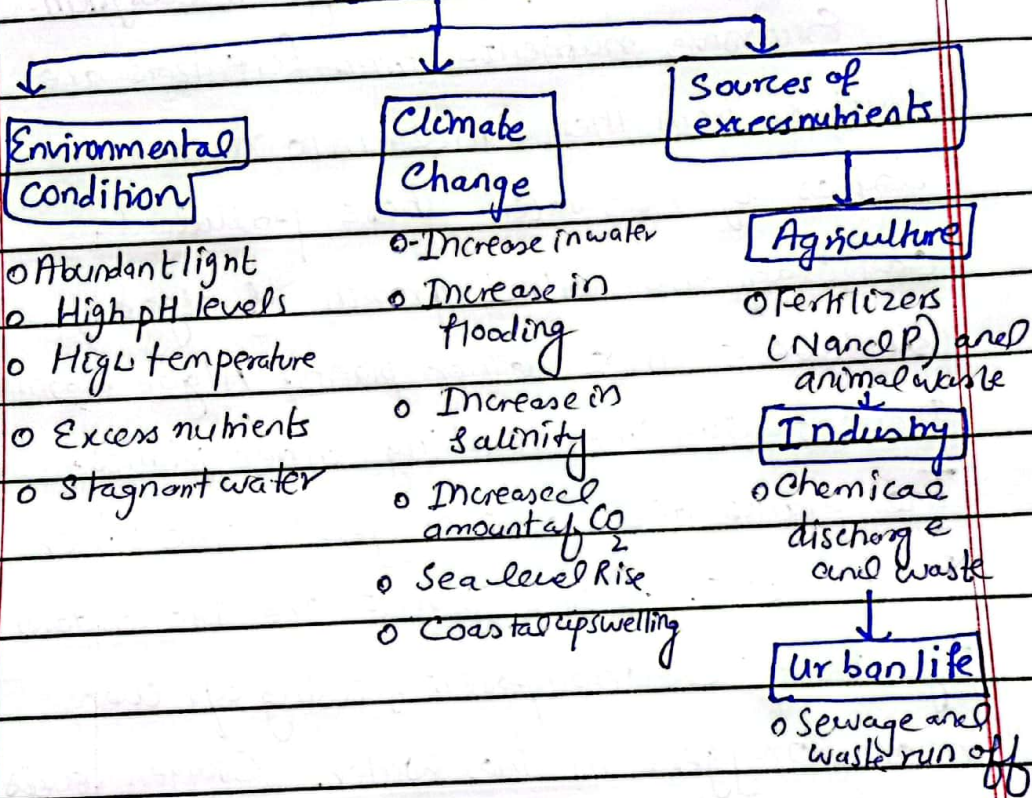 Environmental
Condition
o Abundant light
o High pH levels
o High temperature
o Excess nutrients
o Stagnant water
Climate
Change
o-Increase in water
o Increase in
flooding
o Increase in
Salinity
o Increased
amount of CO2
o Sea level Rise
o Coastal upswelling
Sources of
excess nutrients
Agriculture
o Fertilizers
(N and P) and
animal waste
Industry
o Chemical
discharge
and waste
Urban life
o Sewage and
waste run off